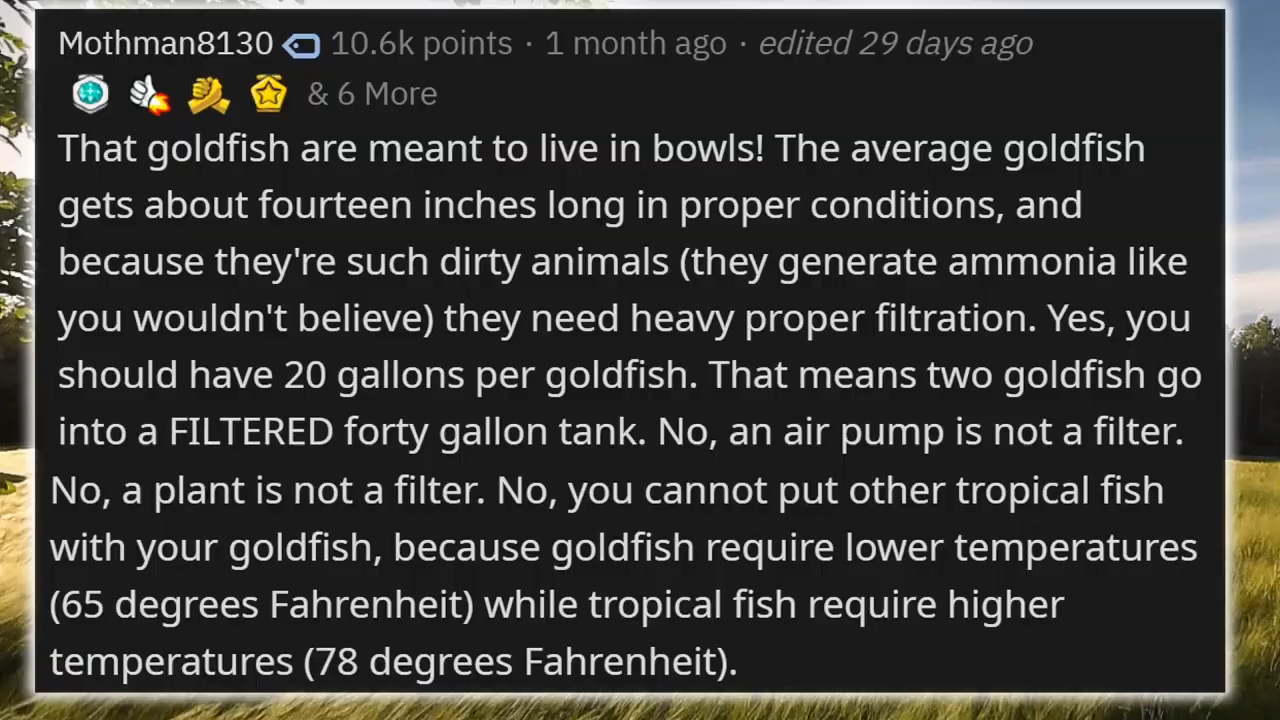 Mothman8130 10.6k points · 1 month ago · edited 29 days ago
& 6 More
That goldfish are meant to live in bowls! The average goldfish
gets about fourteen inches long in proper conditions, and
because they're such dirty animals (they generate ammonia like
you wouldn't believe) they need heavy proper filtration. Yes, you
should have 20 gallons per goldfish. That means two goldfish go
into a FILTERED forty gallon tank. No, an air pump is not a filter.
No, a plant is not a filter. No, you cannot put other tropical fish
with your goldfish, because goldfish require lower temperatures
(65 degrees Fahrenheit) while tropical fish require higher
temperatures (78 degrees Fahrenheit).